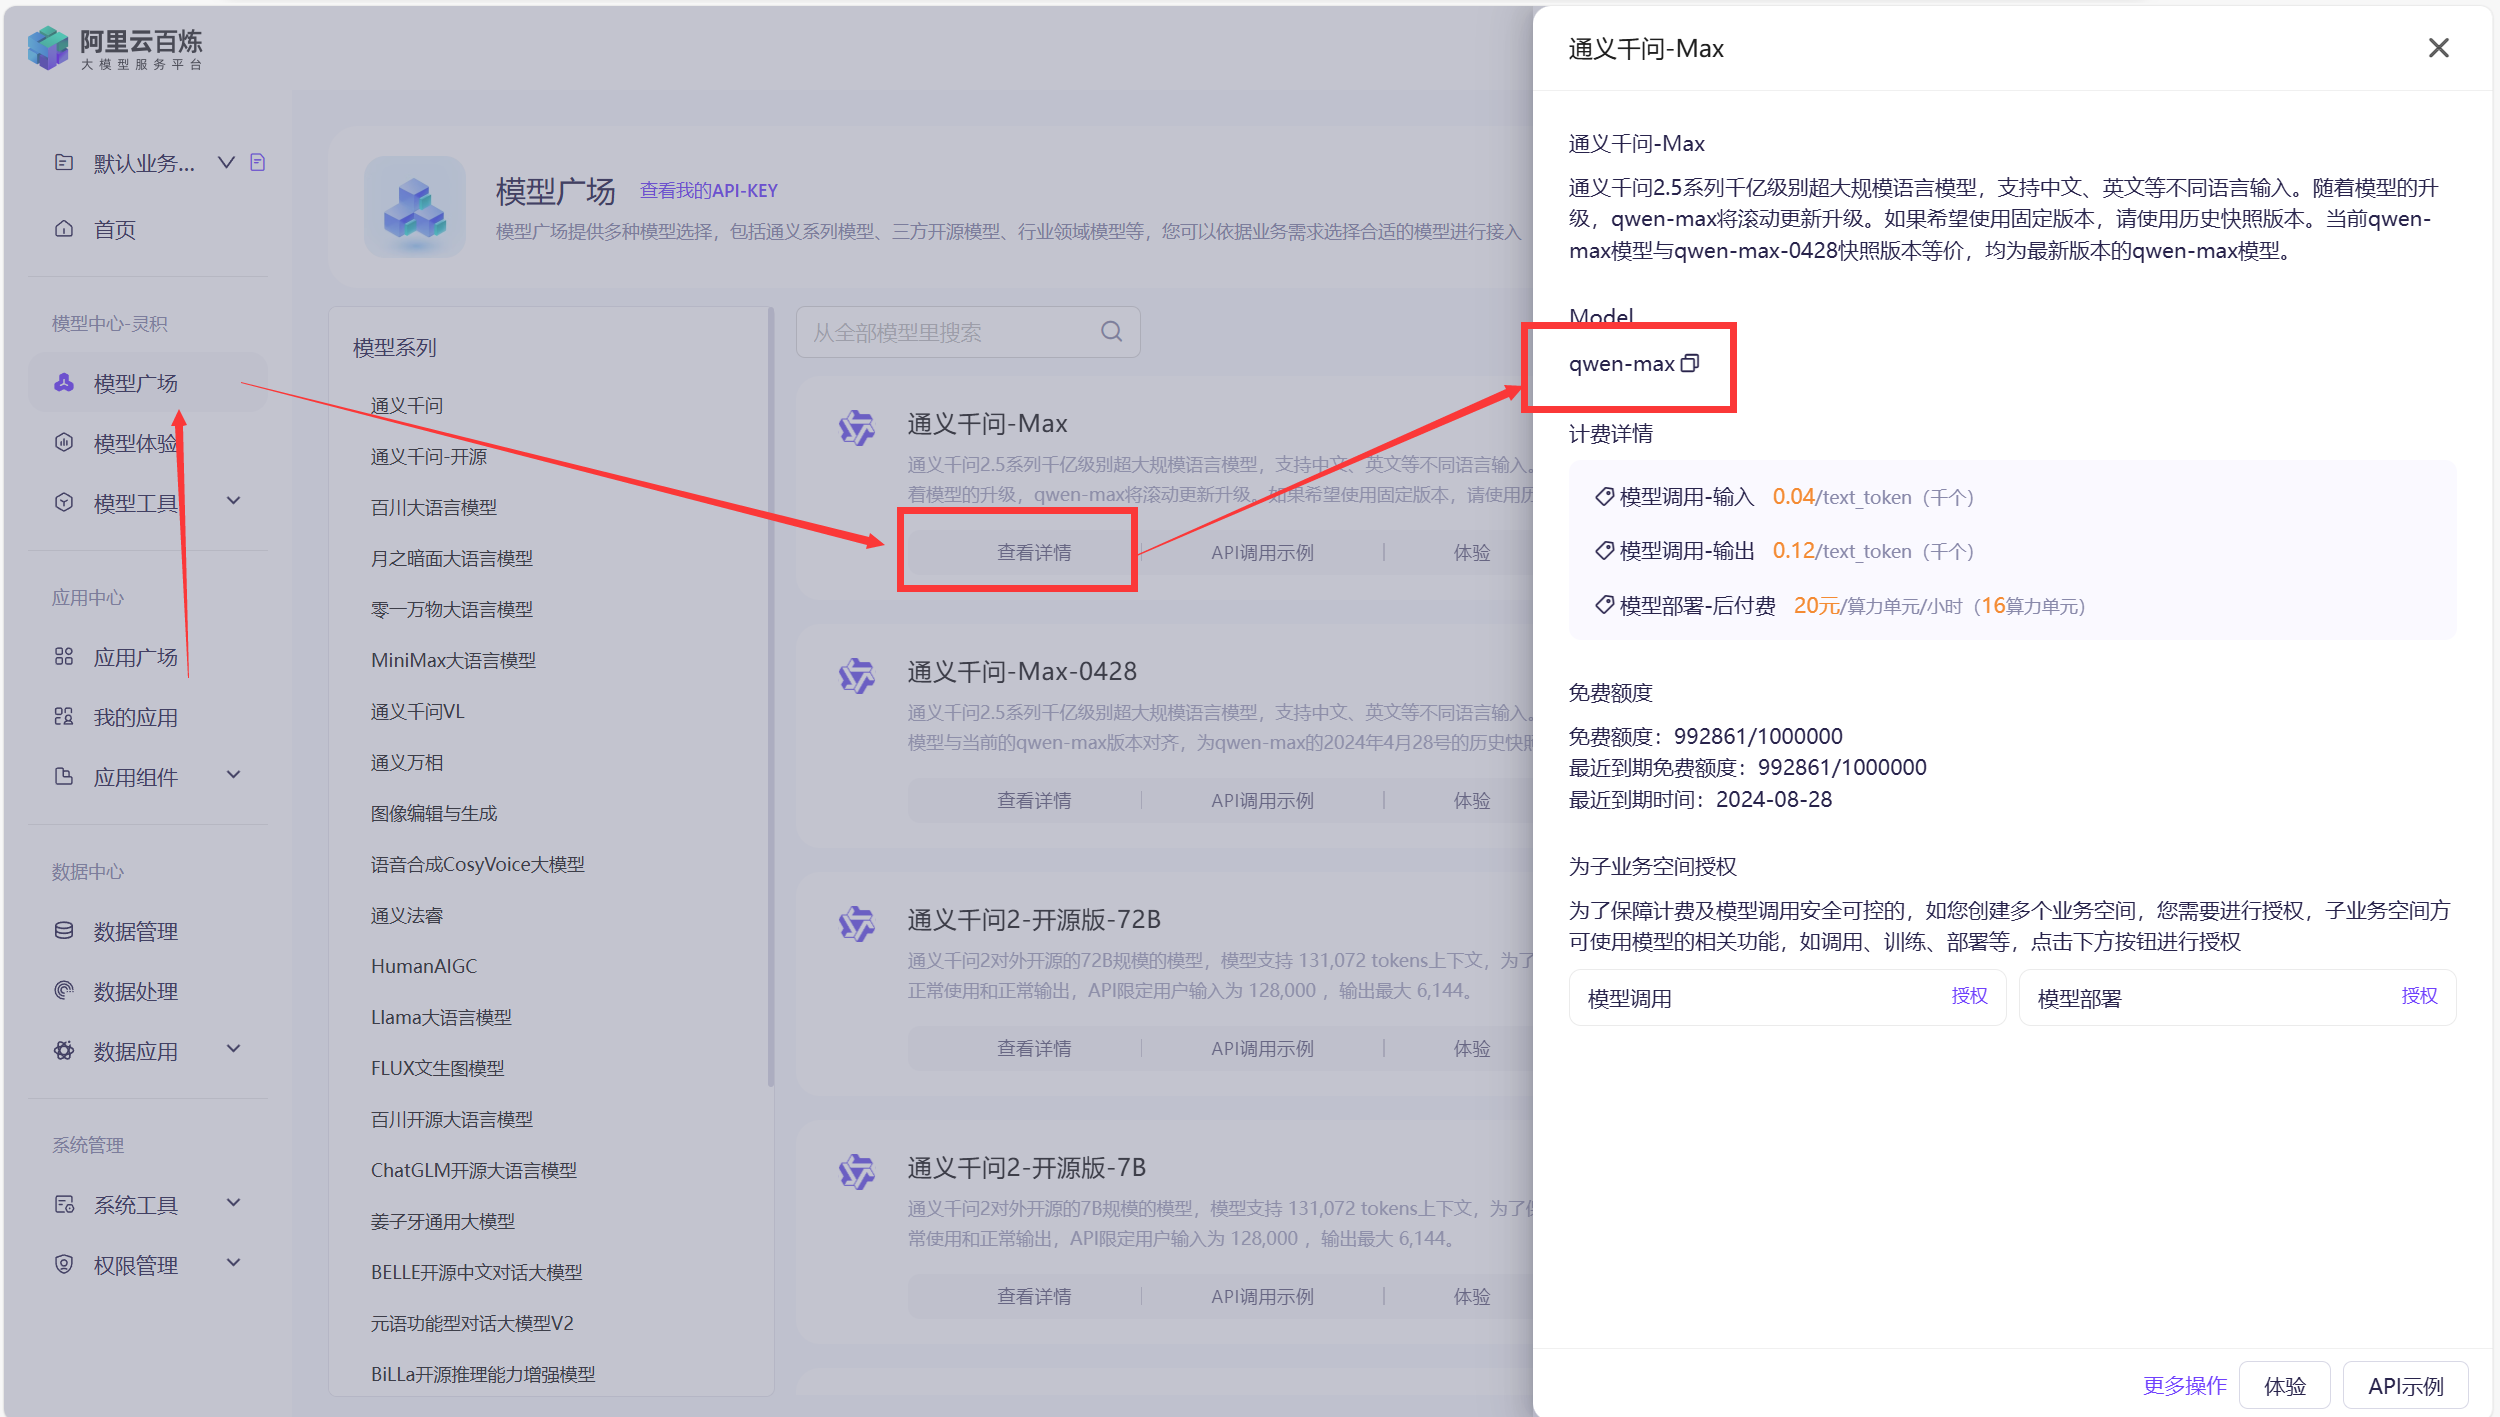 阿里云百炼
大模型服务平台
默认业务...
首页
模型中心-灵积
模型广场
模型体验
模型工具
应用中心
应用广场
我的应用
应用组件
数据中心
数据管理
数据处理
数据应用
系统管理
系统工具
权限管理
模型广场 查看我的API-KEY
模型广场提供多种模型选择，包括通义系列模型、三方开源模型、行业领域模型等，您可以依据业务需求选择合适的模型进行接入
模型系列
通义千问
通义千问-开源
百川大语言模型
月之暗面大语言模型
零一万物大语言模型
MiniMax大语言模型
通义千问VL
通义万相
图像编辑与生成
语音合成CosyVoice大模型
通义法睿
HumanAIGC
Llama大语言模型
FLUX文生图模型
百川开源大语言模型
ChatGLM开源大语言模型
姜子牙通用大模型
BELLE开源中文对话大模型
元语功能型对话大模型V2
BiLLa开源推理能力增强模型
从全部模型里搜索
通义千问-Max
通义千问2.5系列千亿级别超大规模语言模型，支持中文、英文等不同语言输入。
着模型的升级，qwen-max将滚动更新升级。如果希望使用固定版本，请使用历
查看详情 API调用示例 体验
通义千问-Max-0428
通义千问2.5系列千亿级别超大规模语言模型，支持中文、英文等不同语言输入。
模型与当前的qwen-max版本对齐，为qwen-max的2024年4月28号的历史快照
查看详情 API调用示例 体验
通义千问2-开源版-72B
通义千问2对外开源的72B规模的模型，模型支持 131,072 tokens上下文，为了
正常使用和正常输出，API限定用户输入为 128,000 ，输出最大 6,144。
查看详情 API调用示例 体验
通义千问2-开源版-7B
通义千问2对外开源的7B规模的模型，模型支持 131,072 tokens上下文，为了
常使用和正常输出，API限定用户输入为 128,000 ，输出最大 6,144。
查看详情 API调用示例 体验
通义千问-Max
通义千问-Max
通义千问2.5系列千亿级别超大规模语言模型，支持中文、英文等不同语言输入。随着模型的升
级，qwen-max将滚动更新升级。如果希望使用固定版本，请使用历史快照版本。当前qwen-
max模型与qwen-max-0428快照版本等价，均为最新版本的qwen-max模型。
Model
qwen-max
计费详情
模型调用-输入 0.04/text_token（千个）
模型调用-输出 0.12/text_token（千个）
模型部署-后付费 20元/算力单元/小时（16算力单元）
免费额度
免费额度：992861/1000000
最近到期免费额度：992861/1000000
最近到期时间：2024-08-28
为子业务空间授权
为了保障计费及模型调用安全可控的，如您创建多个业务空间，您需要进行授权，子业务空间方
可使用模型的相关功能，如调用、训练、部署等，点击下方按钮进行授权
模型调用 授权 模型部署 授权
更多操作 体验 API示例